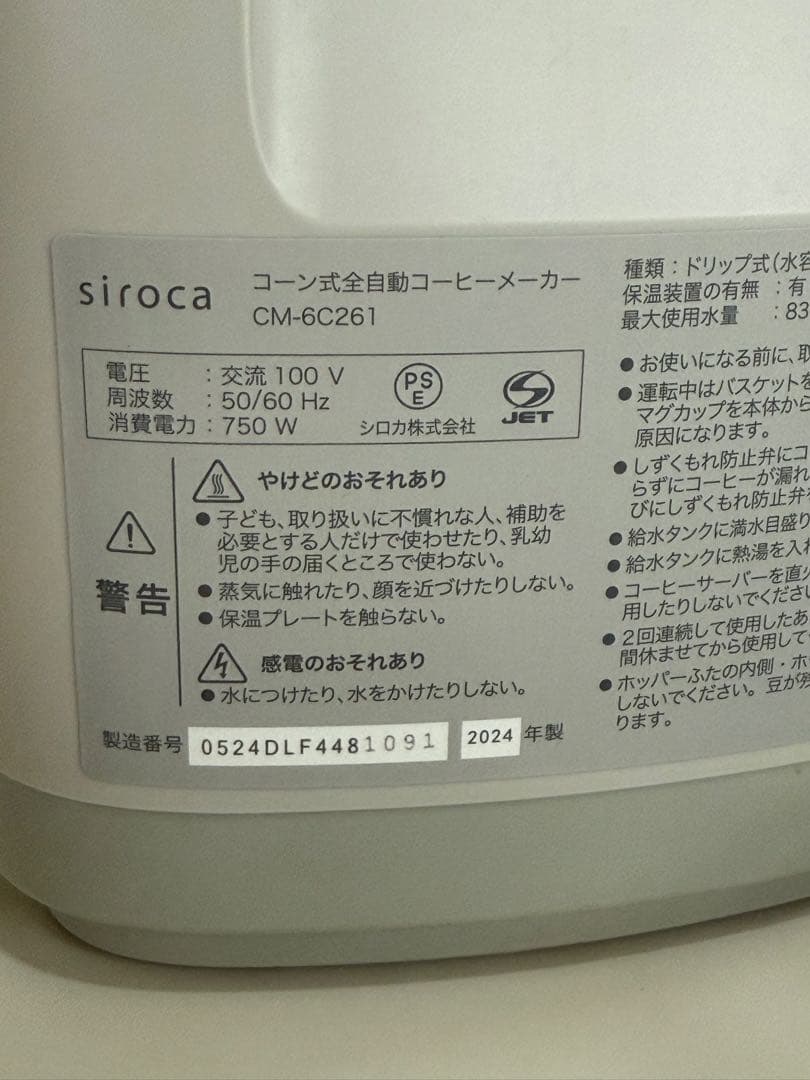 siroca
コーン式全自動コーヒーメーカー
CM-6C261
電圧 : 交流 100 V
周波数 : 50/60 Hz
消費電力 : 750 W
PS
E
シロカ株式会社
JET
警告
やけどのおそれあり
●子ども、取り扱いに不慣れな人、補助を
必要とする人だけで使わせたり、乳幼
児の手の届くところで使わない。
●蒸気に触れたり、顔を近づけたりしない。
●保温プレートを触らない。
感電のおそれあり
●水につけたり、水をかけたりしない。
製造番号 0524DLF4481091 2024 年製
種類 : ドリップ式(水容
保温装置の有無 : 有
最大使用水量 : 83
●お使いになる前に、取
●運転中はバスケットを
マグカップを本体から
原因になります。
●しずくもれ防止弁にコ
らずにコーヒーが漏れ
びにしずくもれ防止弁を
●給水タンクに満水目盛り
●給水タンクに熱湯を入れ
●コーヒーサーバーを直火
用したりしないでください
●2回連続して使用したあ
間休ませてから使用して
●ホッパーふたの内側・ホ
しないでください。豆が残
ります。